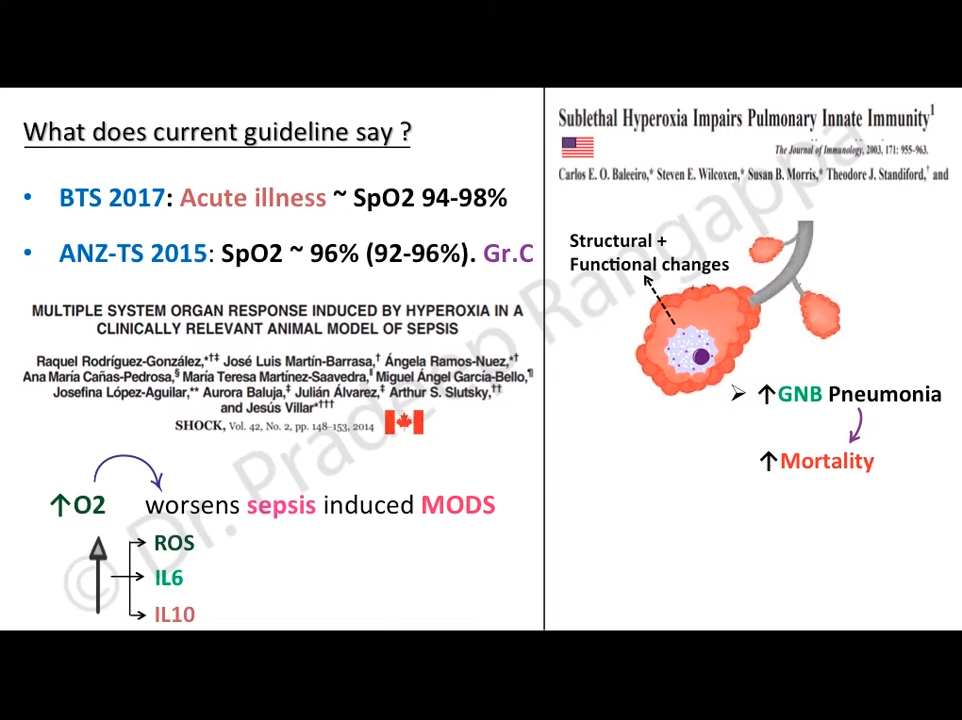 What does current guideline say ?
• BTS 2017: Acute illness ~ SpO2 94-98%
• ANZ-TS 2015: SpO2 ~ 96% (92-96%). Gr.C
MULTIPLE SYSTEM ORGAN RESPONSE INDUCED BY HYPEROXIA IN A
CLINICALLY RELEVANT ANIMAL MODEL OF SEPSIS
Raquel Rodríguez-González,*†‡ José Luis Martín-Barrasa,† Ángela Ramos-Nuez,*†
Ana María Cañas-Pedrosa,§ María Teresa Martínez-Saavedra,‖ Miguel Ángel García-Bello,¶
Josefina López-Aguilar,** Aurora Baluja,‡ Julián Álvarez,‡ Arthur S. Slutsky,††
and Jesús Villar*†††
SHOCK, Vol. 42, No. 2, pp. 148–153, 2014
↑O2 worsens sepsis induced MODS
ROS
IL6
IL10
Sublethal Hyperoxia Impairs Pulmonary Innate Immunity1
The Journal of Immunology, 2003, 171: 955–963.
Carlos E. O. Baleeiro,* Steven E. Wilcoxen,* Susan B. Morris,* Theodore J. Standiford,† and
Structural +
Functional changes
➢ ↑GNB Pneumonia
↑Mortality
© Dr. Pradeep Rangappa